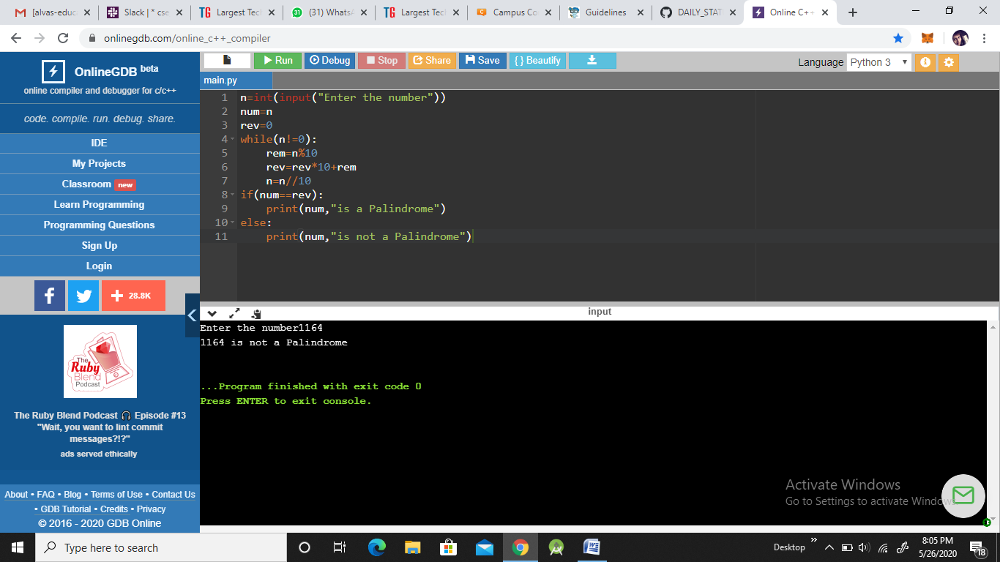 [alvas-educ
Slack | * cse
Largest Tec
(31) WhatsA
Largest Tec
Campus Co
Guidelines
DAILY_STAT
Online C++
onlinegdb.com/online_c++_compiler
OnlineGDB beta
online compiler and debugger for c/c++
code. compile. run. debug. share.
IDE
My Projects
Classroom new
Learn Programming
Programming Questions
Sign Up
Login
28.8K
The
Ruby
Blend
Podcast
The Ruby Blend Podcast 🎧 Episode #13
"Wait, you want to lint commit
messages?!?"
ads served ethically
About • FAQ • Blog • Terms of Use • Contact Us
• GDB Tutorial • Credits • Privacy
© 2016 - 2020 GDB Online
Run Debug Stop Share Save { } Beautify
Language Python 3
main.py
1 n=int(input("Enter the number"))
2 num=n
3 rev=0
4 while(n!=0):
5     rem=n%10
6     rev=rev*10+rem
7     n=n//10
8 if(num==rev):
9     print(num,"is a Palindrome")
10 else:
11     print(num,"is not a Palindrome")
input
Enter the number1164
1164 is not a Palindrome
...Program finished with exit code 0
Press ENTER to exit console.
Activate Windows
Go to Settings to activate Windows.
Type here to search
Desktop
8:05 PM
5/26/2020
18